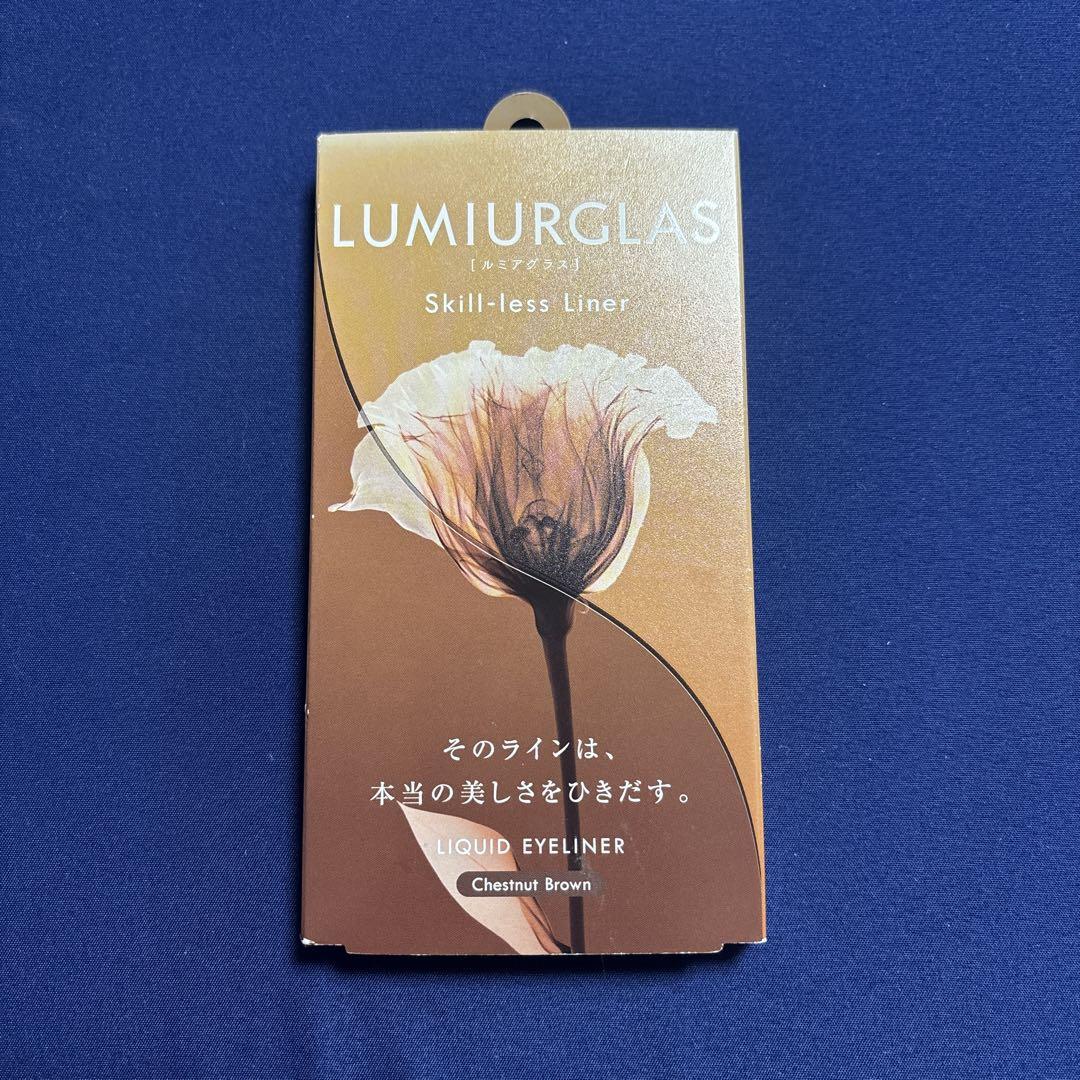 LUMIURGLAS
[ルミアグラス]
Skill-less Liner
そのラインは、
本当の美しさをひきだす。
LIQUID EYELINER
Chestnut Brown